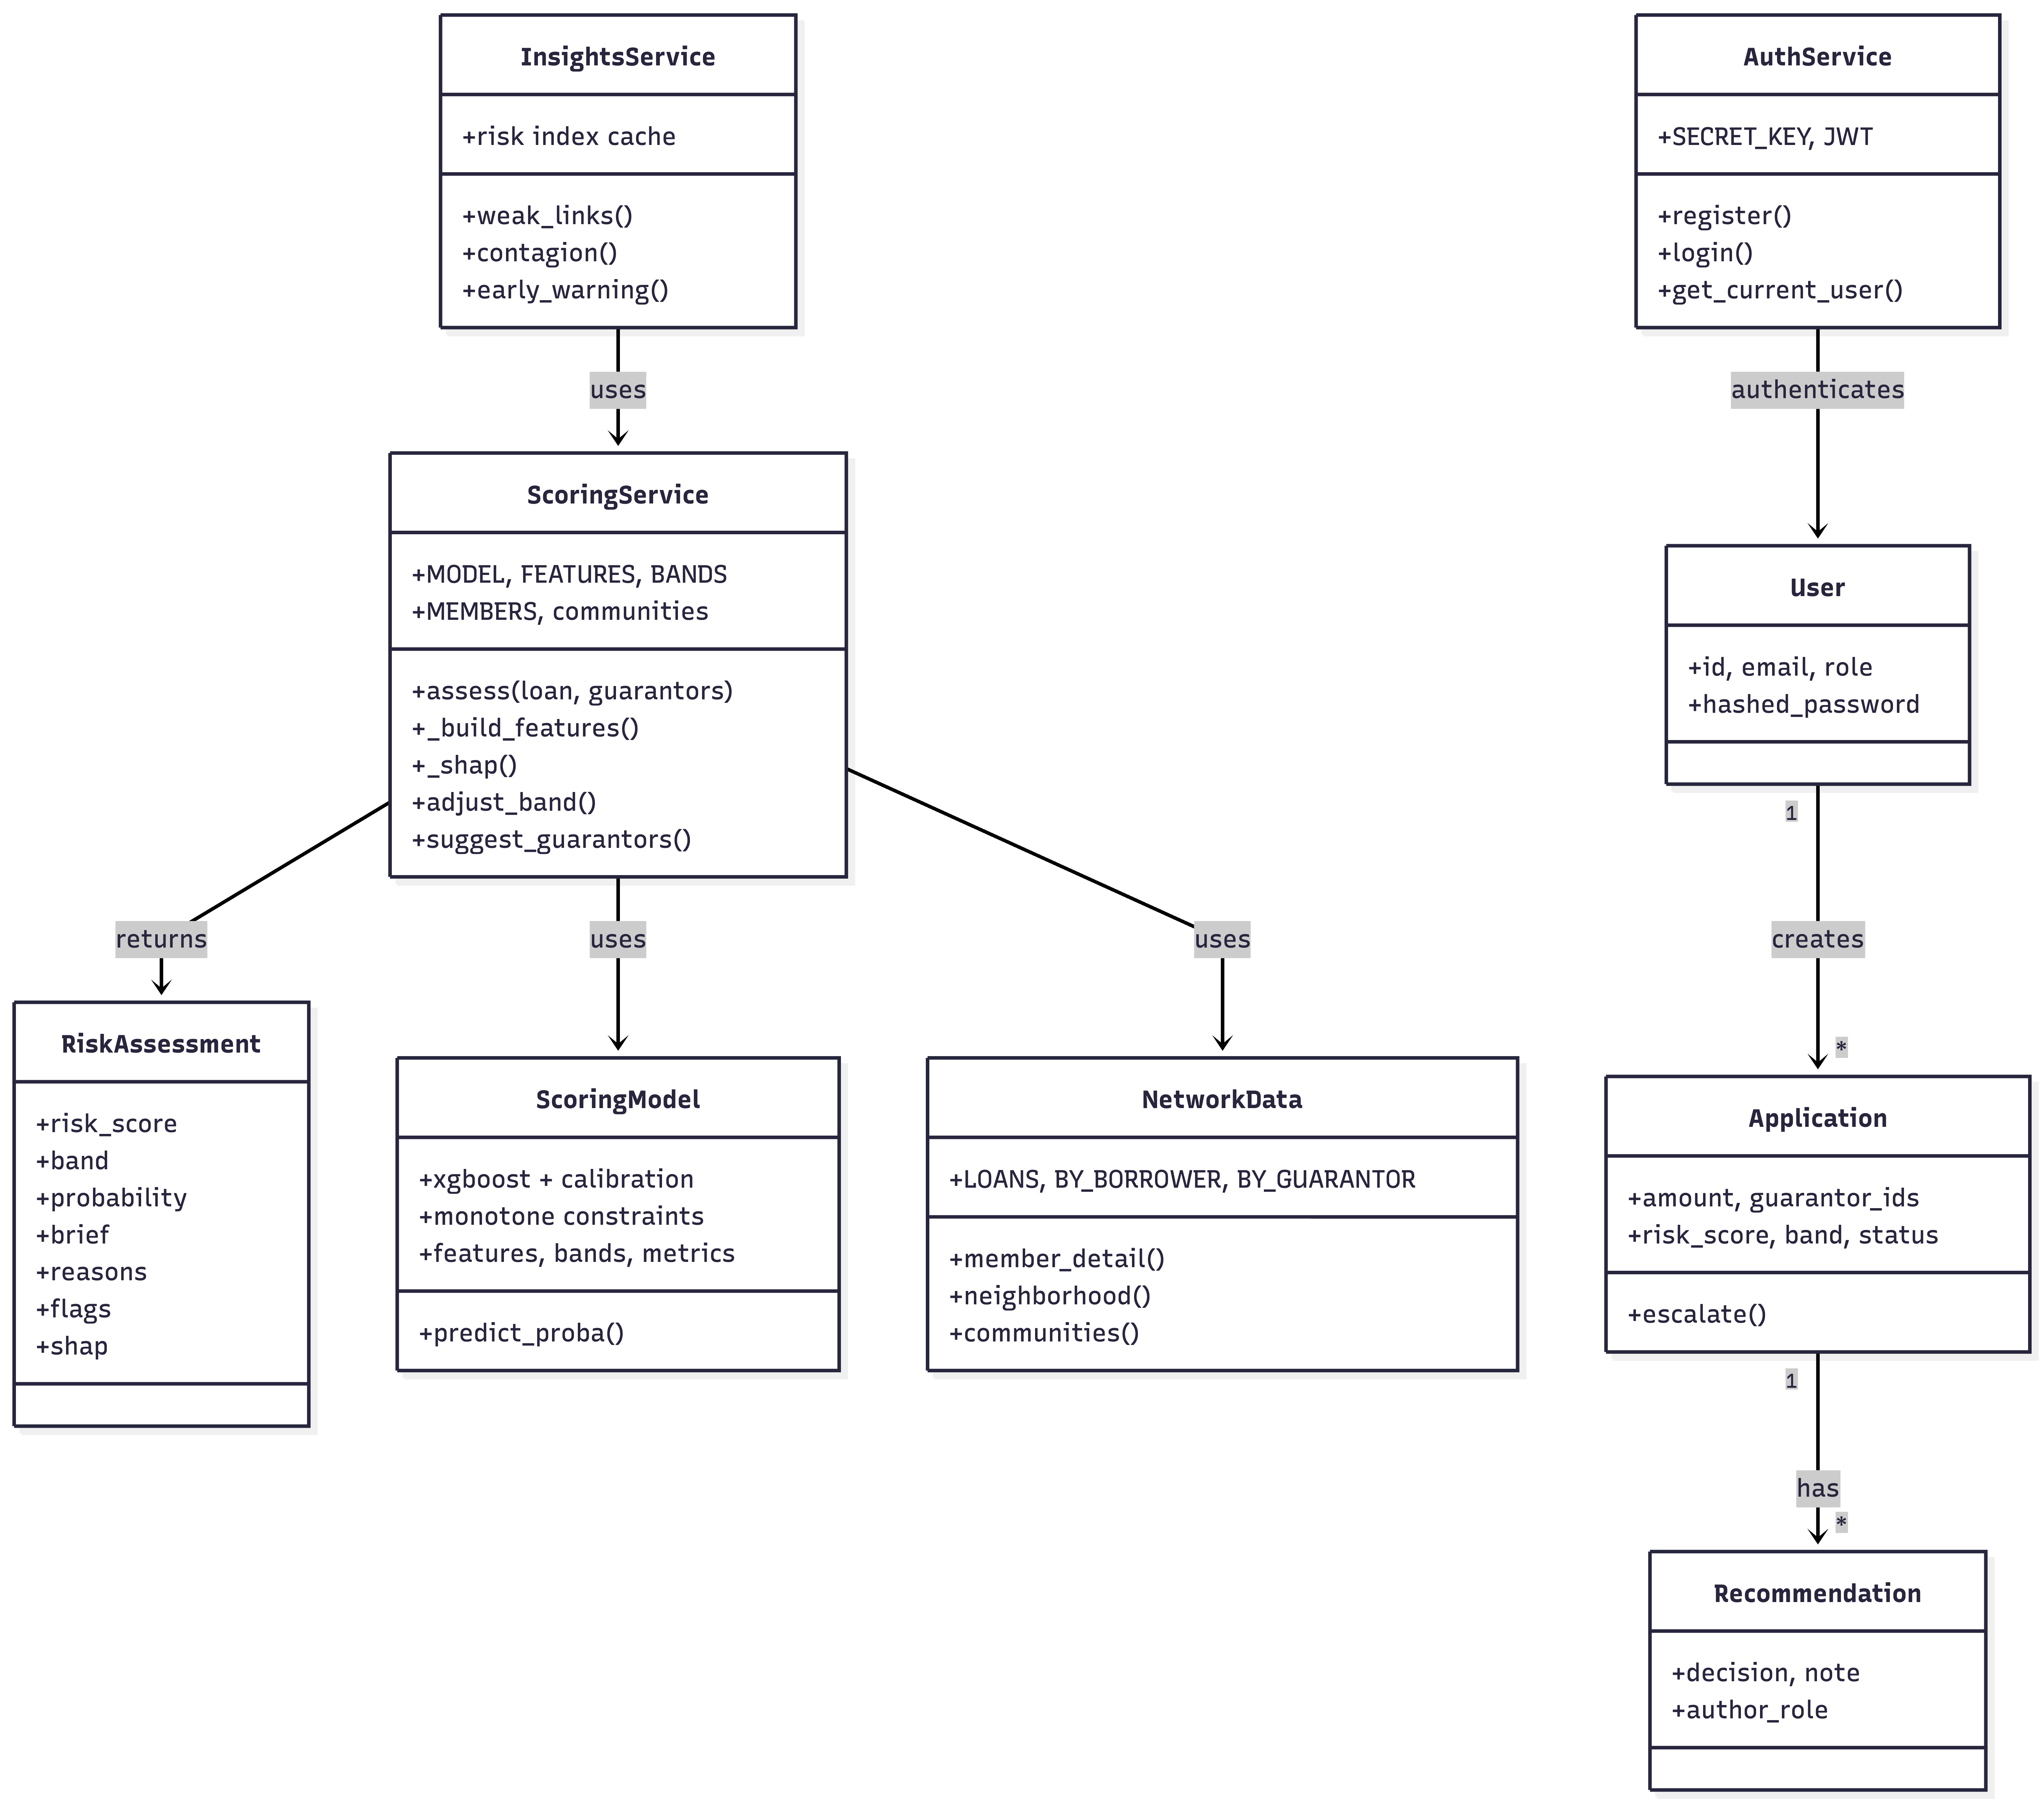 InsightsService
+risk index cache
+weak_links()
+contagion()
+early_warning()
AuthService
+SECRET_KEY, JWT
+register()
+login()
+get_current_user()
uses
authenticates
ScoringService
+MODEL, FEATURES, BANDS
+MEMBERS, communities
+assess(loan, guarantors)
+_build_features()
+_shap()
+adjust_band()
+suggest_guarantors()
User
+id, email, role
+hashed_password
1
returns
uses
uses
creates
*
RiskAssessment
+risk_score
+band
+probability
+brief
+reasons
+flags
+shap
ScoringModel
+xgboost + calibration
+monotone constraints
+features, bands, metrics
+predict_proba()
NetworkData
+LOANS, BY_BORROWER, BY_GUARANTOR
+member_detail()
+neighborhood()
+communities()
Application
+amount, guarantor_ids
+risk_score, band, status
+escalate()
1
has
*
Recommendation
+decision, note
+author_role